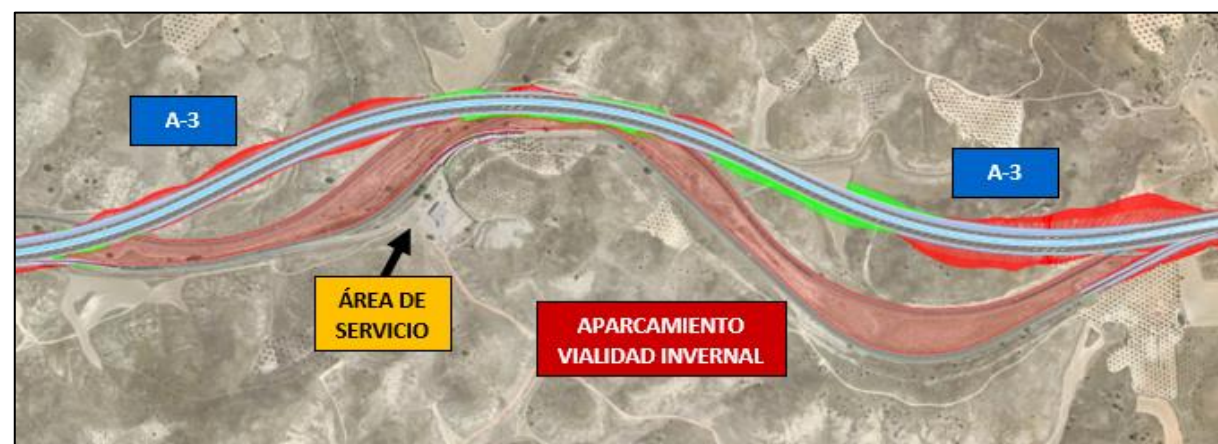 A-3
A-3
ÁREA DE
SERVICIO
APARCAMIENTO
VIALIDAD INVERNAL